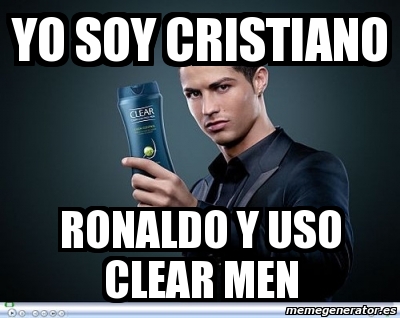 YO SOY CRISTIANO
CLEAR
RONALDO Y USO
CLEAR MEN
memegenerator.es